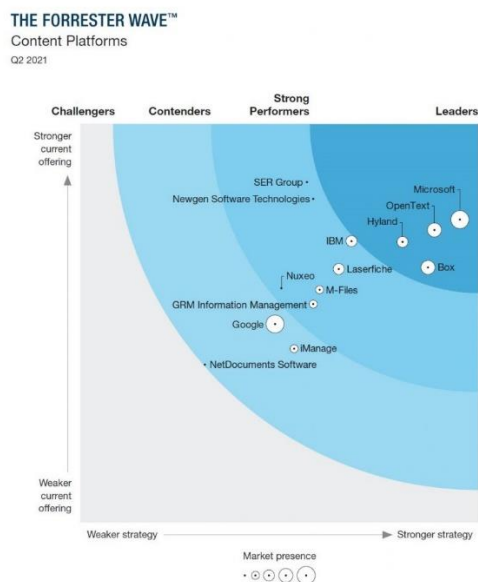 THE FORRESTER WAVE™
Content Platforms
Q2 2021
Challengers
Contenders
Strong
Performers
Leaders
Stronger
current
offering
SER Group
Newgen Software Technologies
Microsoft
OpenText
Hyland
IBM
Box
Laserfiche
Nuxeo
M-Files
GRM Information Management
Google
iManage
NetDocuments Software
Weaker
current
offering
Weaker strategy
Stronger strategy
Market presence